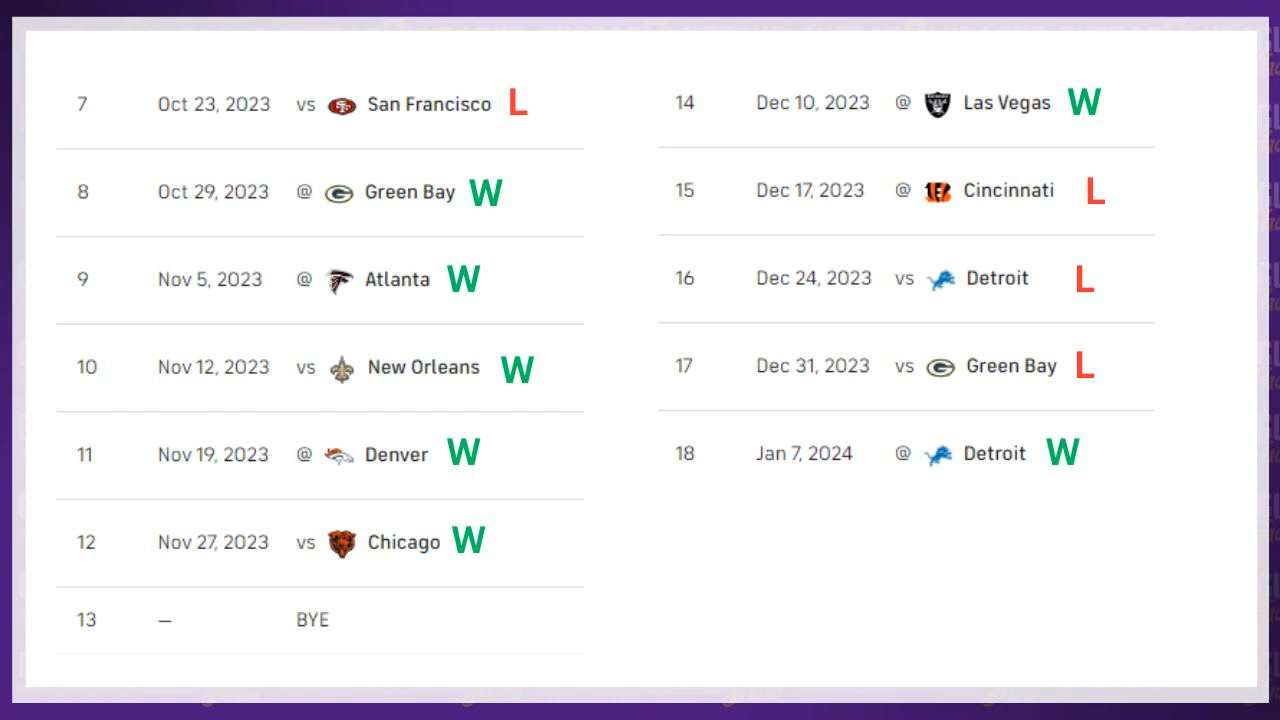 7 Oct 23, 2023 vs San Francisco L
8 Oct 29, 2023 @ Green Bay W
9 Nov 5, 2023 @ Atlanta W
10 Nov 12, 2023 vs New Orleans W
11 Nov 19, 2023 @ Denver W
12 Nov 27, 2023 vs Chicago W
13 – BYE
14 Dec 10, 2023 @ Las Vegas W
15 Dec 17, 2023 @ Cincinnati L
16 Dec 24, 2023 vs Detroit L
17 Dec 31, 2023 vs Green Bay L
18 Jan 7, 2024 @ Detroit W